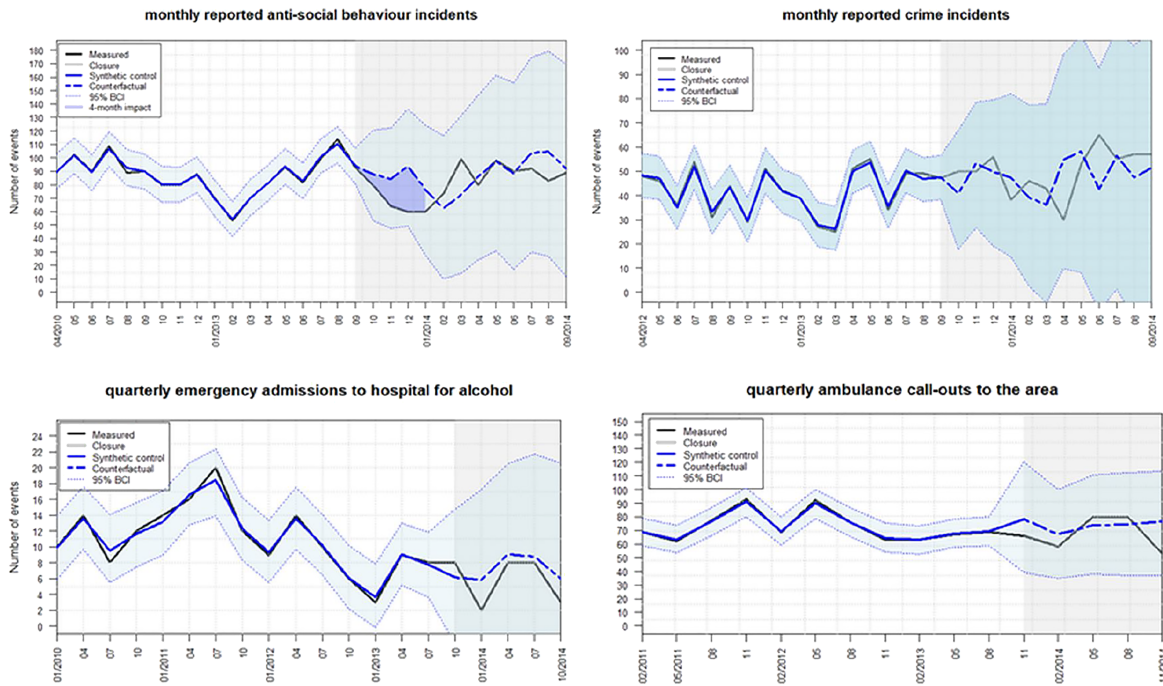 monthly reported anti-social behaviour incidents
Number of events
180
170
160
150
140
130
120
110
100
90
80
70
60
50
40
30
20
10
0
Measured
Closure
Synthetic control
Counterfactual
95% BCI
4-month impact
04/2010 05 06 07 08 09 10 11 12 01/2013 02 03 04 05 06 07 08 09 10 11 12 01/2014 02 03 04 05 06 07 08 09/2014
monthly reported crime incidents
Number of events
100
90
80
70
60
50
40
30
20
10
0
Measured
Closure
Synthetic control
Counterfactual
95% BCI
04/2012 05 06 07 08 09 10 11 12 01/2013 02 03 04 05 06 07 08 09 10 11 12 01/2014 02 03 04 05 06 07 08 09/2014
quarterly emergency admissions to hospital for alcohol
Number of events
24
22
20
18
16
14
12
10
8
6
4
2
0
Measured
Closure
Synthetic control
Counterfactual
95% BCI
01/2010 04 07 10 01/2011 04 07 10 01/2012 04 07 10 01/2013 04 07 10 01/2014 04 07 10/2014
quarterly ambulance call-outs to the area
Number of events
150
140
130
120
110
100
90
80
70
60
50
40
30
20
10
0
Measured
Closure
Synthetic control
Counterfactual
95% BCI
02/2011 05/2011 08 11 02/2012 05 08 11 02/2013 05 08 11 02/2014 05 08